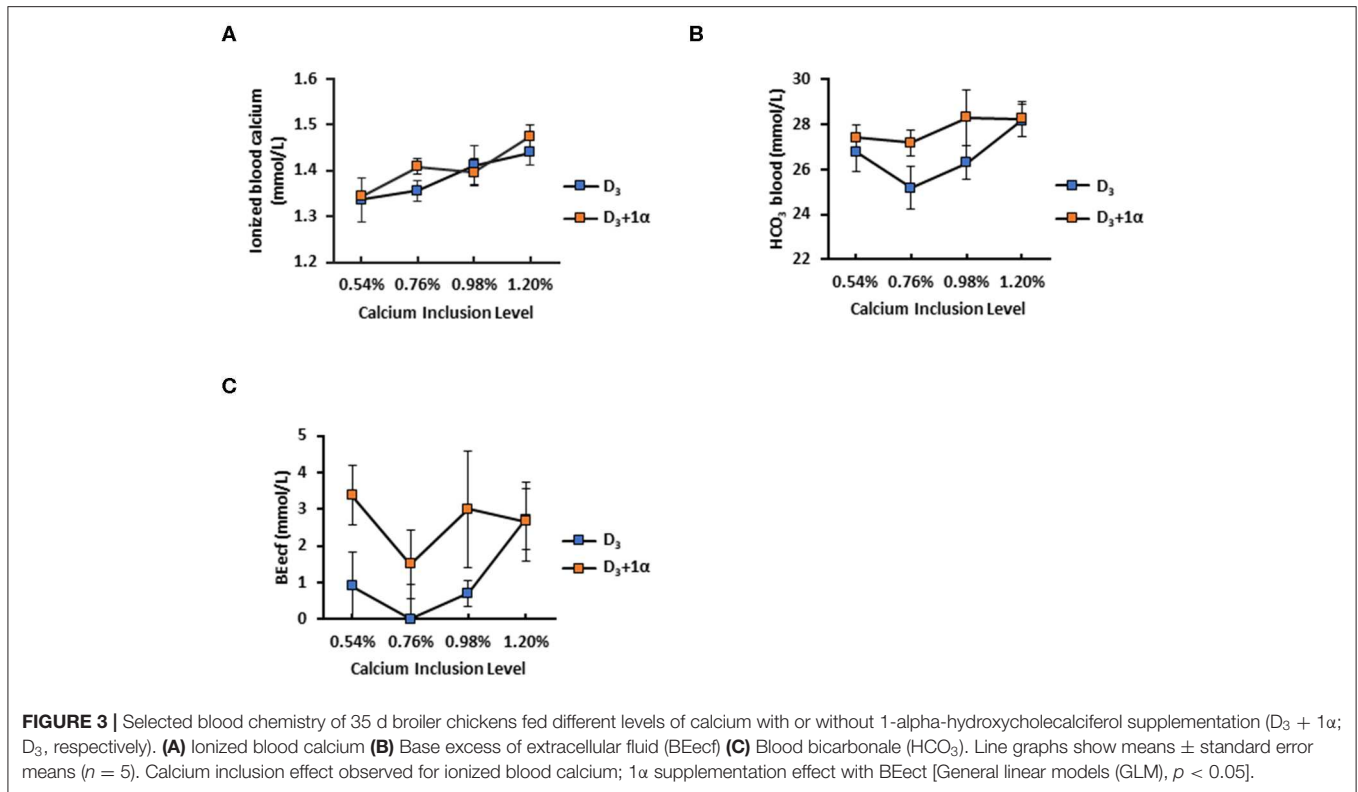 A
Ionized blood calcium
(mmol/L)
1.6
1.5
1.4
1.3
1.2
0.54% 0.76% 0.98% 1.20%
Calcium Inclusion Level
D₃
D₃+1α
B
HCO₃ blood (mmol/L)
30
28
26
24
22
0.54% 0.76% 0.98% 1.20%
Calcium Inclusion Level
D₃
D₃+1α
C
BEecf (mmol/L)
5
4
3
2
1
0
0.54% 0.76% 0.98% 1.20%
Calcium Inclusion Level
D₃
D₃+1α
FIGURE 3 | Selected blood chemistry of 35 d broiler chickens fed different levels of calcium with or without 1-alpha-hydroxycholecalciferol supplementation (D₃ + 1α;
D₃, respectively). (A) Ionized blood calcium (B) Base excess of extracellular fluid (BEecf) (C) Blood bicarbonale (HCO₃). Line graphs show means ± standard error
means (n = 5). Calcium inclusion effect observed for ionized blood calcium; 1α supplementation effect with BEect [General linear models (GLM), p < 0.05].